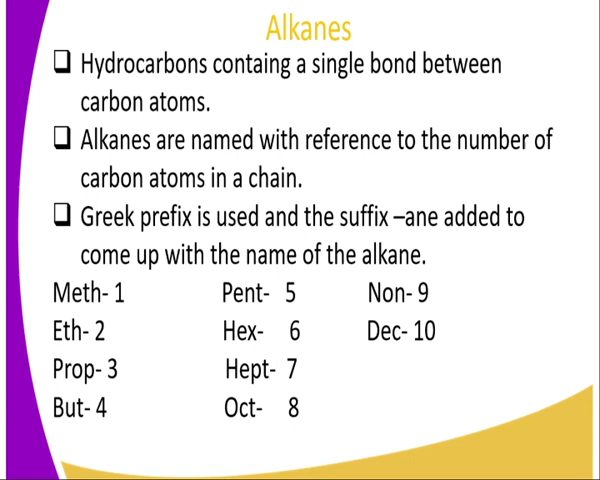 Alkanes
❑ Hydrocarbons containg a single bond between
carbon atoms.
❑ Alkanes are named with reference to the number of
carbon atoms in a chain.
❑ Greek prefix is used and the suffix –ane added to
come up with the name of the alkane.
Meth- 1 Pent- 5 Non- 9
Eth- 2 Hex- 6 Dec- 10
Prop- 3 Hept- 7
But- 4 Oct- 8